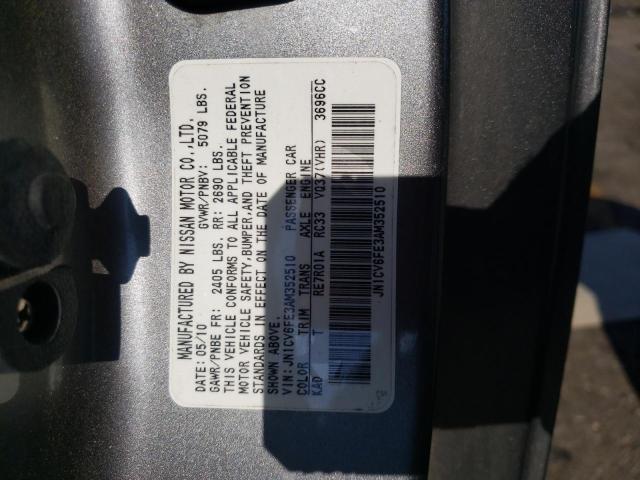 MANUFACTURED BY NISSAN MOTOR CO.,LTD.
DATE: 05/10 GVWR/PNBV: 5079 LBS.
GAWR/PNBE FR: 2405 LBS. RR: 2690 LBS.
THIS VEHICLE CONFORMS TO ALL APPLICABLE FEDERAL
MOTOR VEHICLE SAFETY,BUMPER,AND THEFT PREVENTION
STANDARDS IN EFFECT ON THE DATE OF MANUFACTURE
SHOWN ABOVE.
VIN: JN1CV6FE3AM352510 PASSENGER CAR
COLOR TRIM TRANS AXLE ENGINE
KAD T RE7R01A RC33 V037(VHR) 3696CC
JN1CV6FE3AM352510